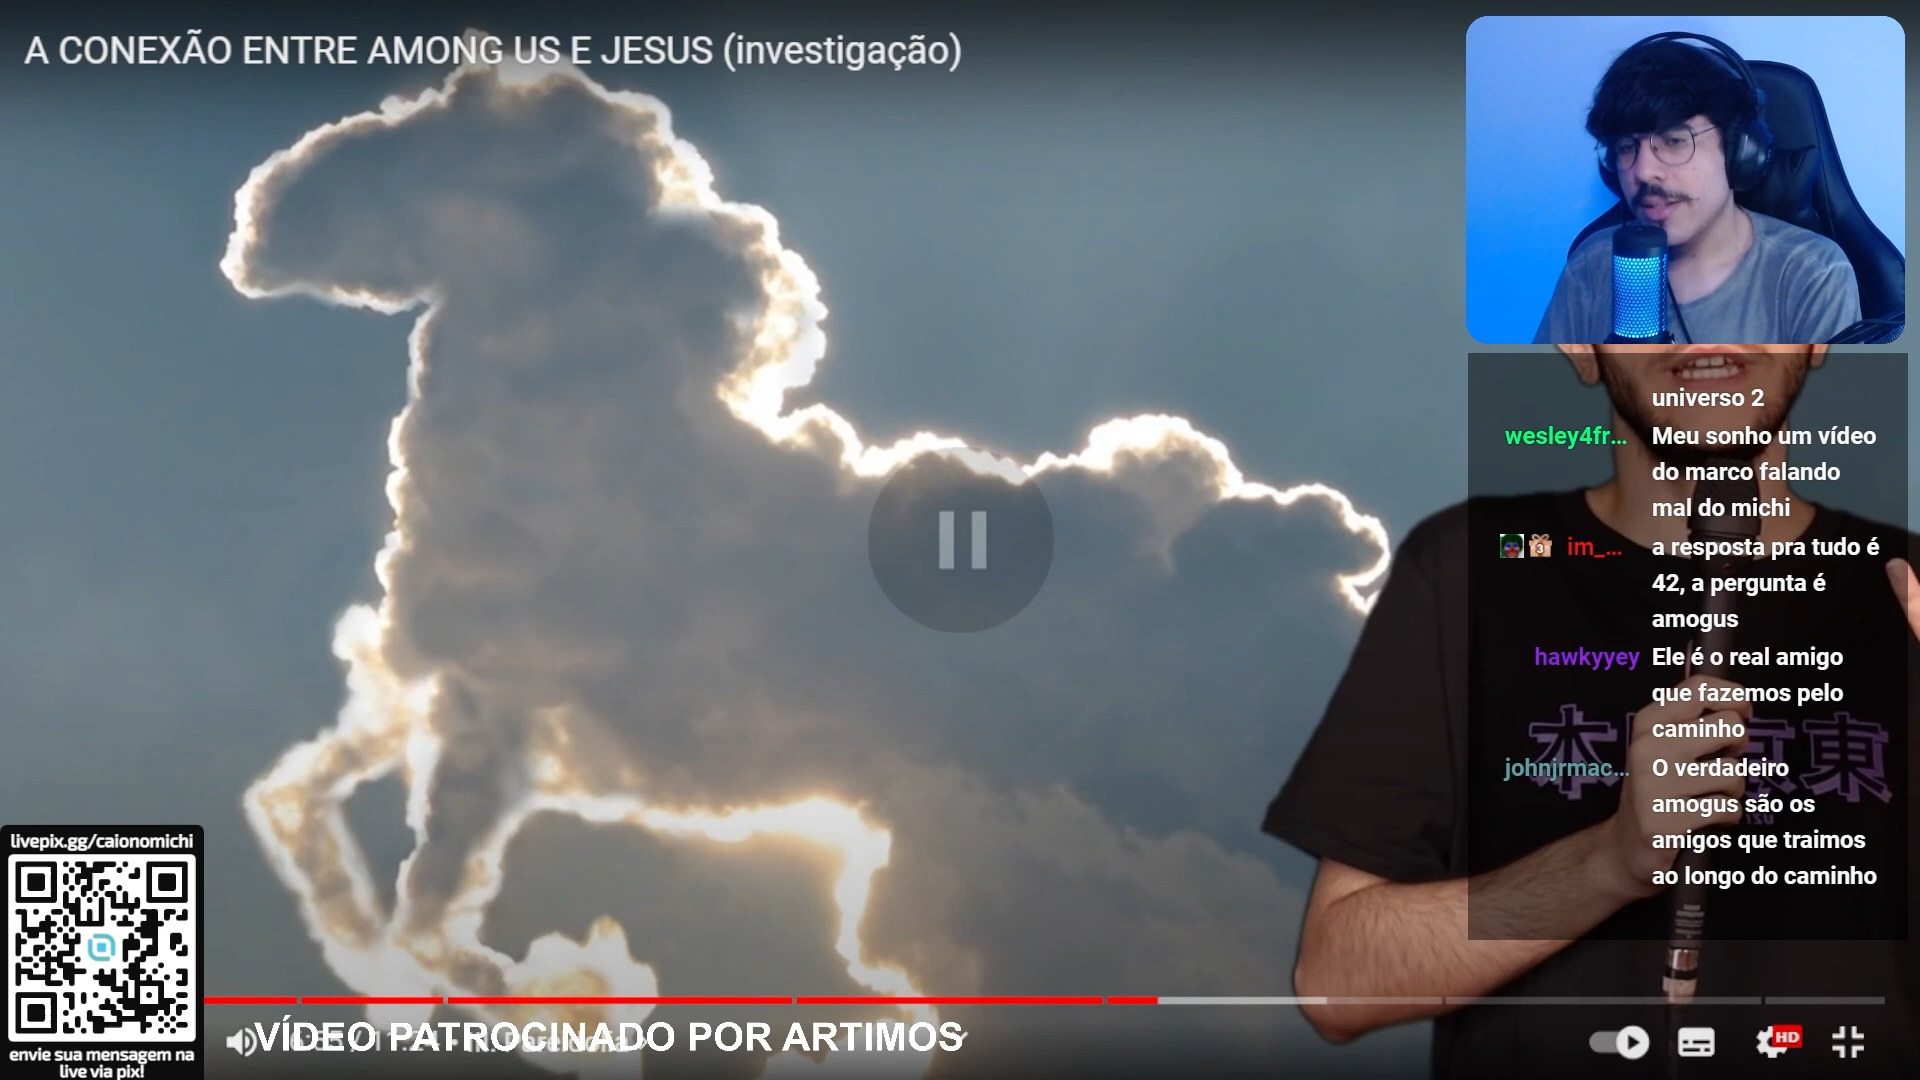 A CONEXÃO ENTRE AMONG US E JESUS (investigação)
universo 2
wesley4fr... Meu sonho um vídeo
do marco falando
mal do michi
im_... a resposta pra tudo é
42, a pergunta é
amogus
hawkyyey Ele é o real amigo
que fazemos pelo
caminho
johnjrmac... O verdadeiro
amogus são os
amigos que traimos
ao longo do caminho
livepix.gg/caionomichi
envie sua mensagem na
live via pix!
VÍDEO PATROCINADO POR ARTIMOS
HD